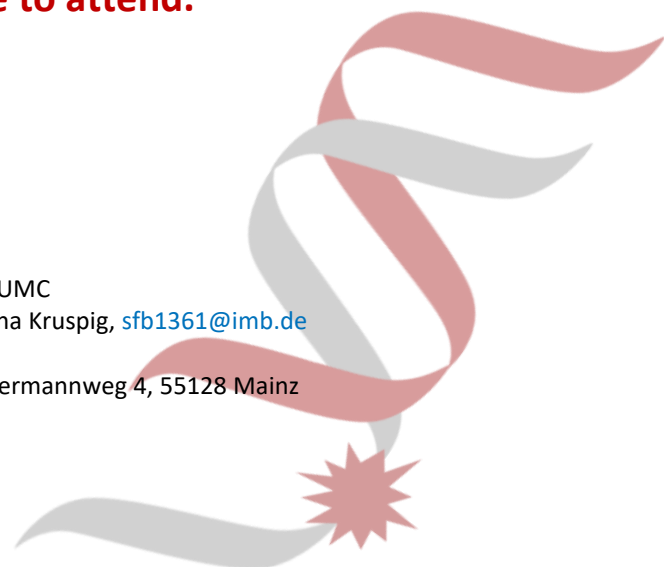 e to attend.
UMC
na Kruspig, sfb1361@imb.de
ermannweg 4, 55128 Mainz